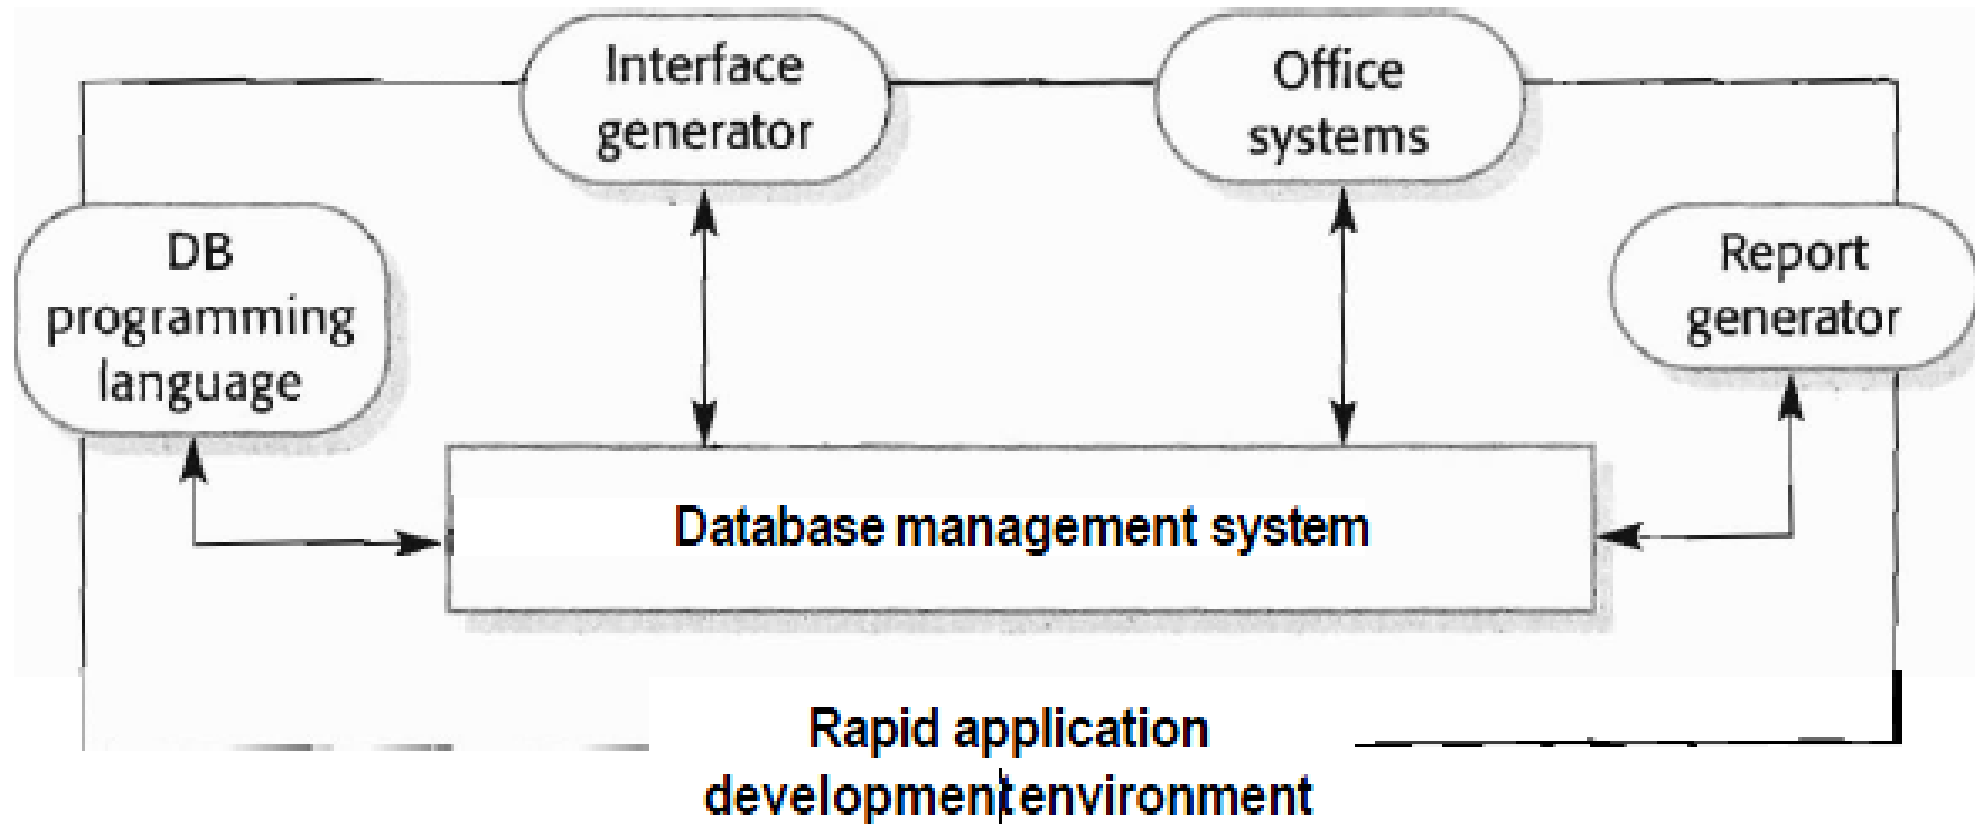 Interface
generator
Office
systems
DB
programming
language
Report
generator
Database management system
Rapid application
development environment